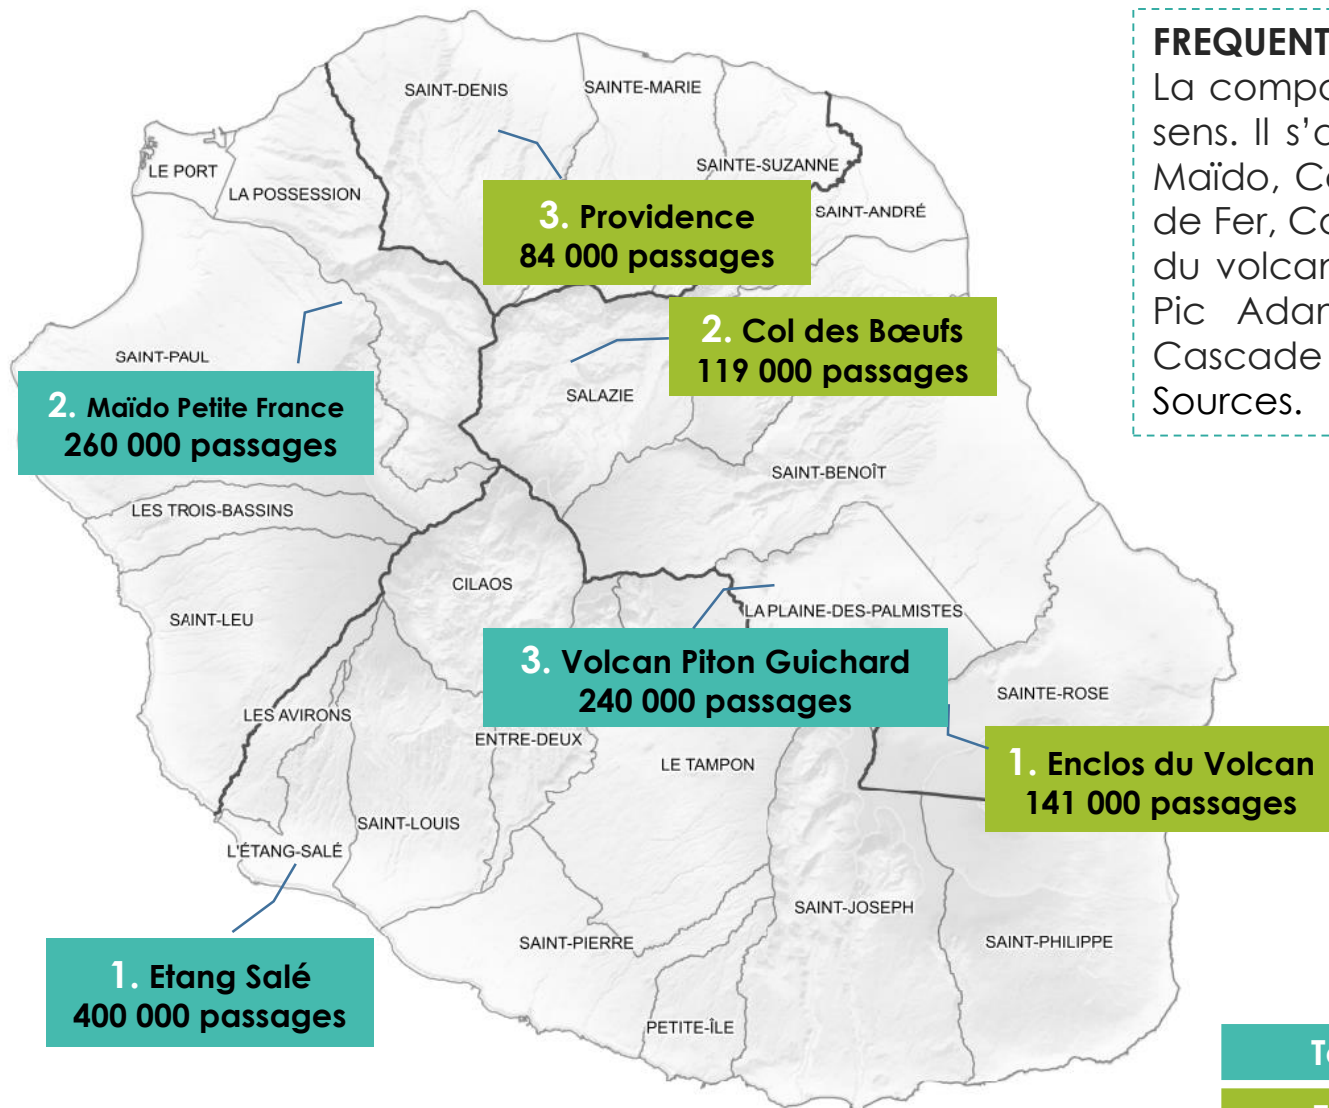 FREQUENT
La compo
sens. Il s'a
Maïdo, Co
de Fer, Co
du volcan
Pic Adam
Cascade
Sources.
SAINT-DENIS
SAINTE-MARIE
LE PORT
LA POSSESSION
SAINTE-SUZANNE
SAINT-ANDRÉ
3. Providence
84 000 passages
2. Col des Bœufs
119 000 passages
SAINT-PAUL
SALAZIE
2. Maïdo Petite France
260 000 passages
SAINT-BENOÎT
LES TROIS-BASSINS
CILAOS
SAINT-LEU
LA PLAINE-DES-PALMISTES
3. Volcan Piton Guichard
240 000 passages
SAINTE-ROSE
LES AVIRONS
ENTRE-DEUX
LE TAMPON
1. Enclos du Volcan
141 000 passages
SAINT-LOUIS
L'ÉTANG-SALÉ
SAINT-JOSEPH
SAINT-PIERRE
SAINT-PHILIPPE
1. Etang Salé
400 000 passages
PETITE-ÎLE